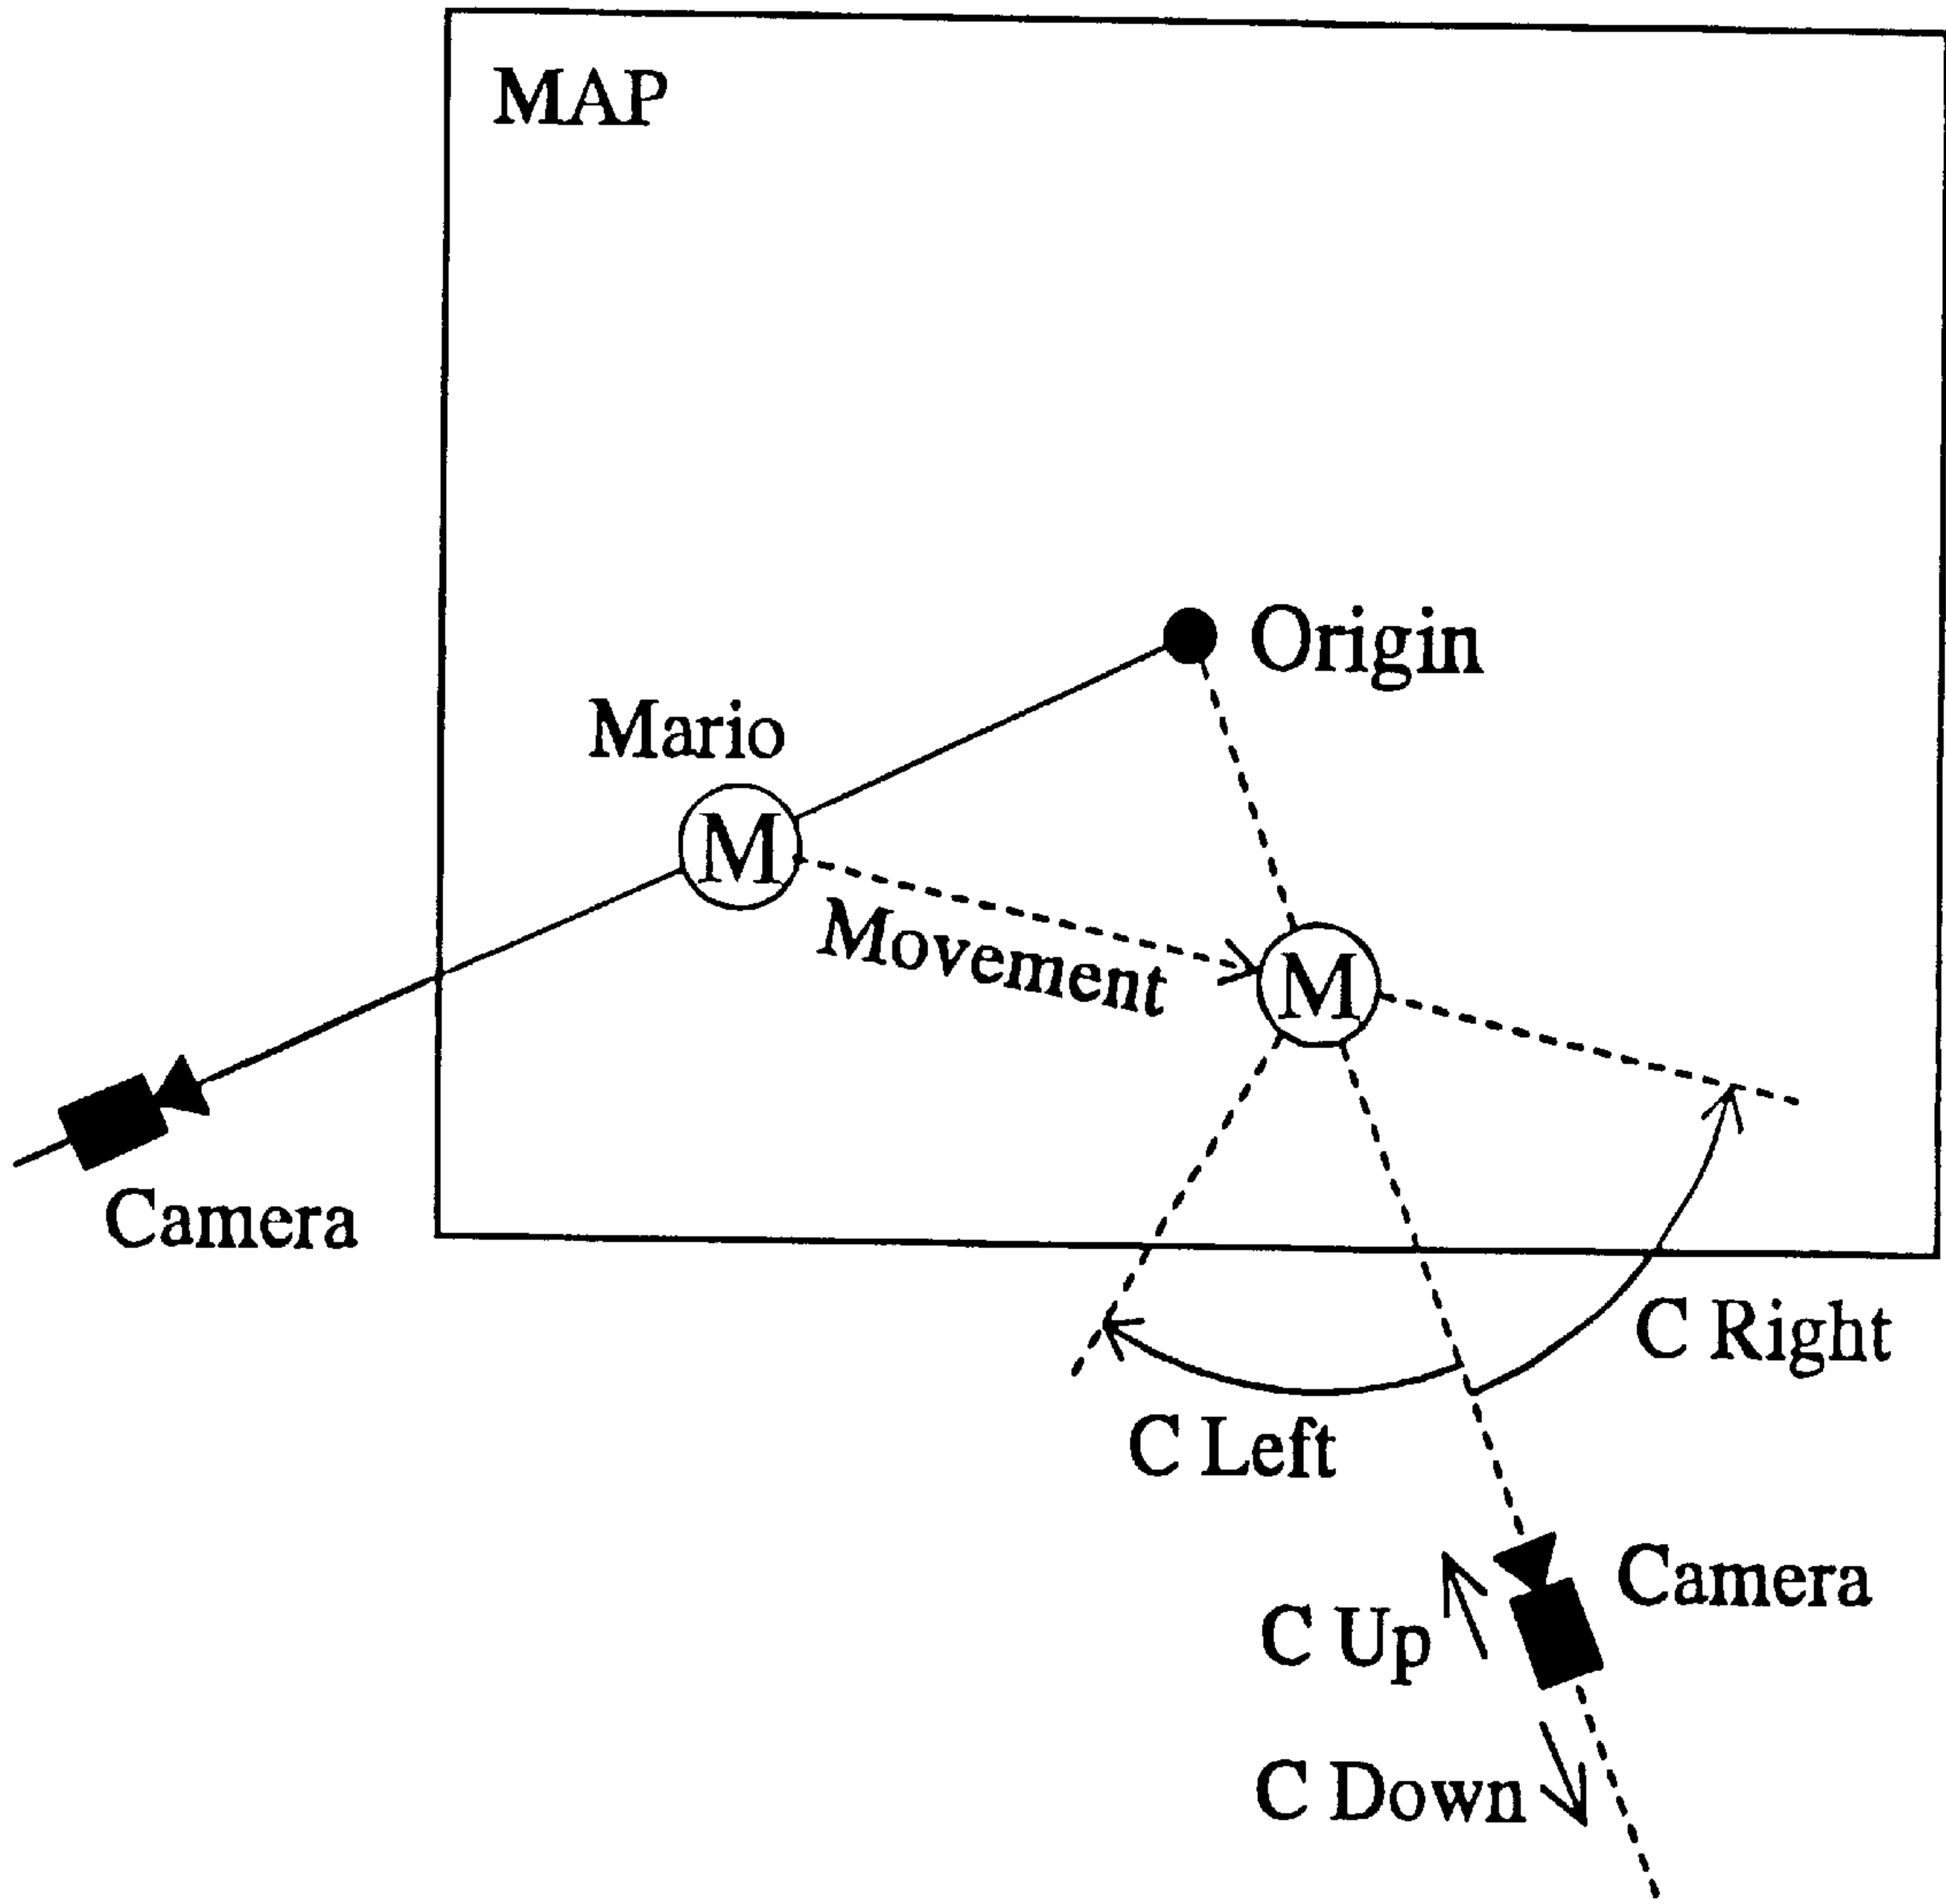 MAP
Origin
Mario
M
Movement
M
Camera
C Right
C Left
Camera
C Up
C Down